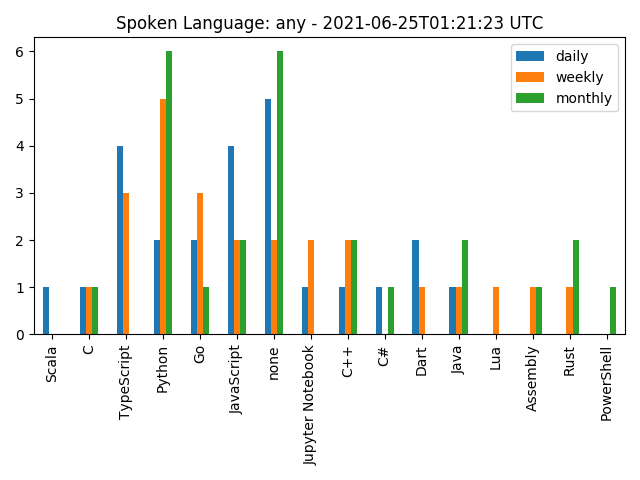 Spoken Language: any - 2021-06-25T01:21:23 UTC
daily
weekly
monthly
6
5
4
3
2
1
0
Scala
C
TypeScript
Python
Go
JavaScript
none
Jupyter Notebook
C++
C#
Dart
Java
Lua
Assembly
Rust
PowerShell